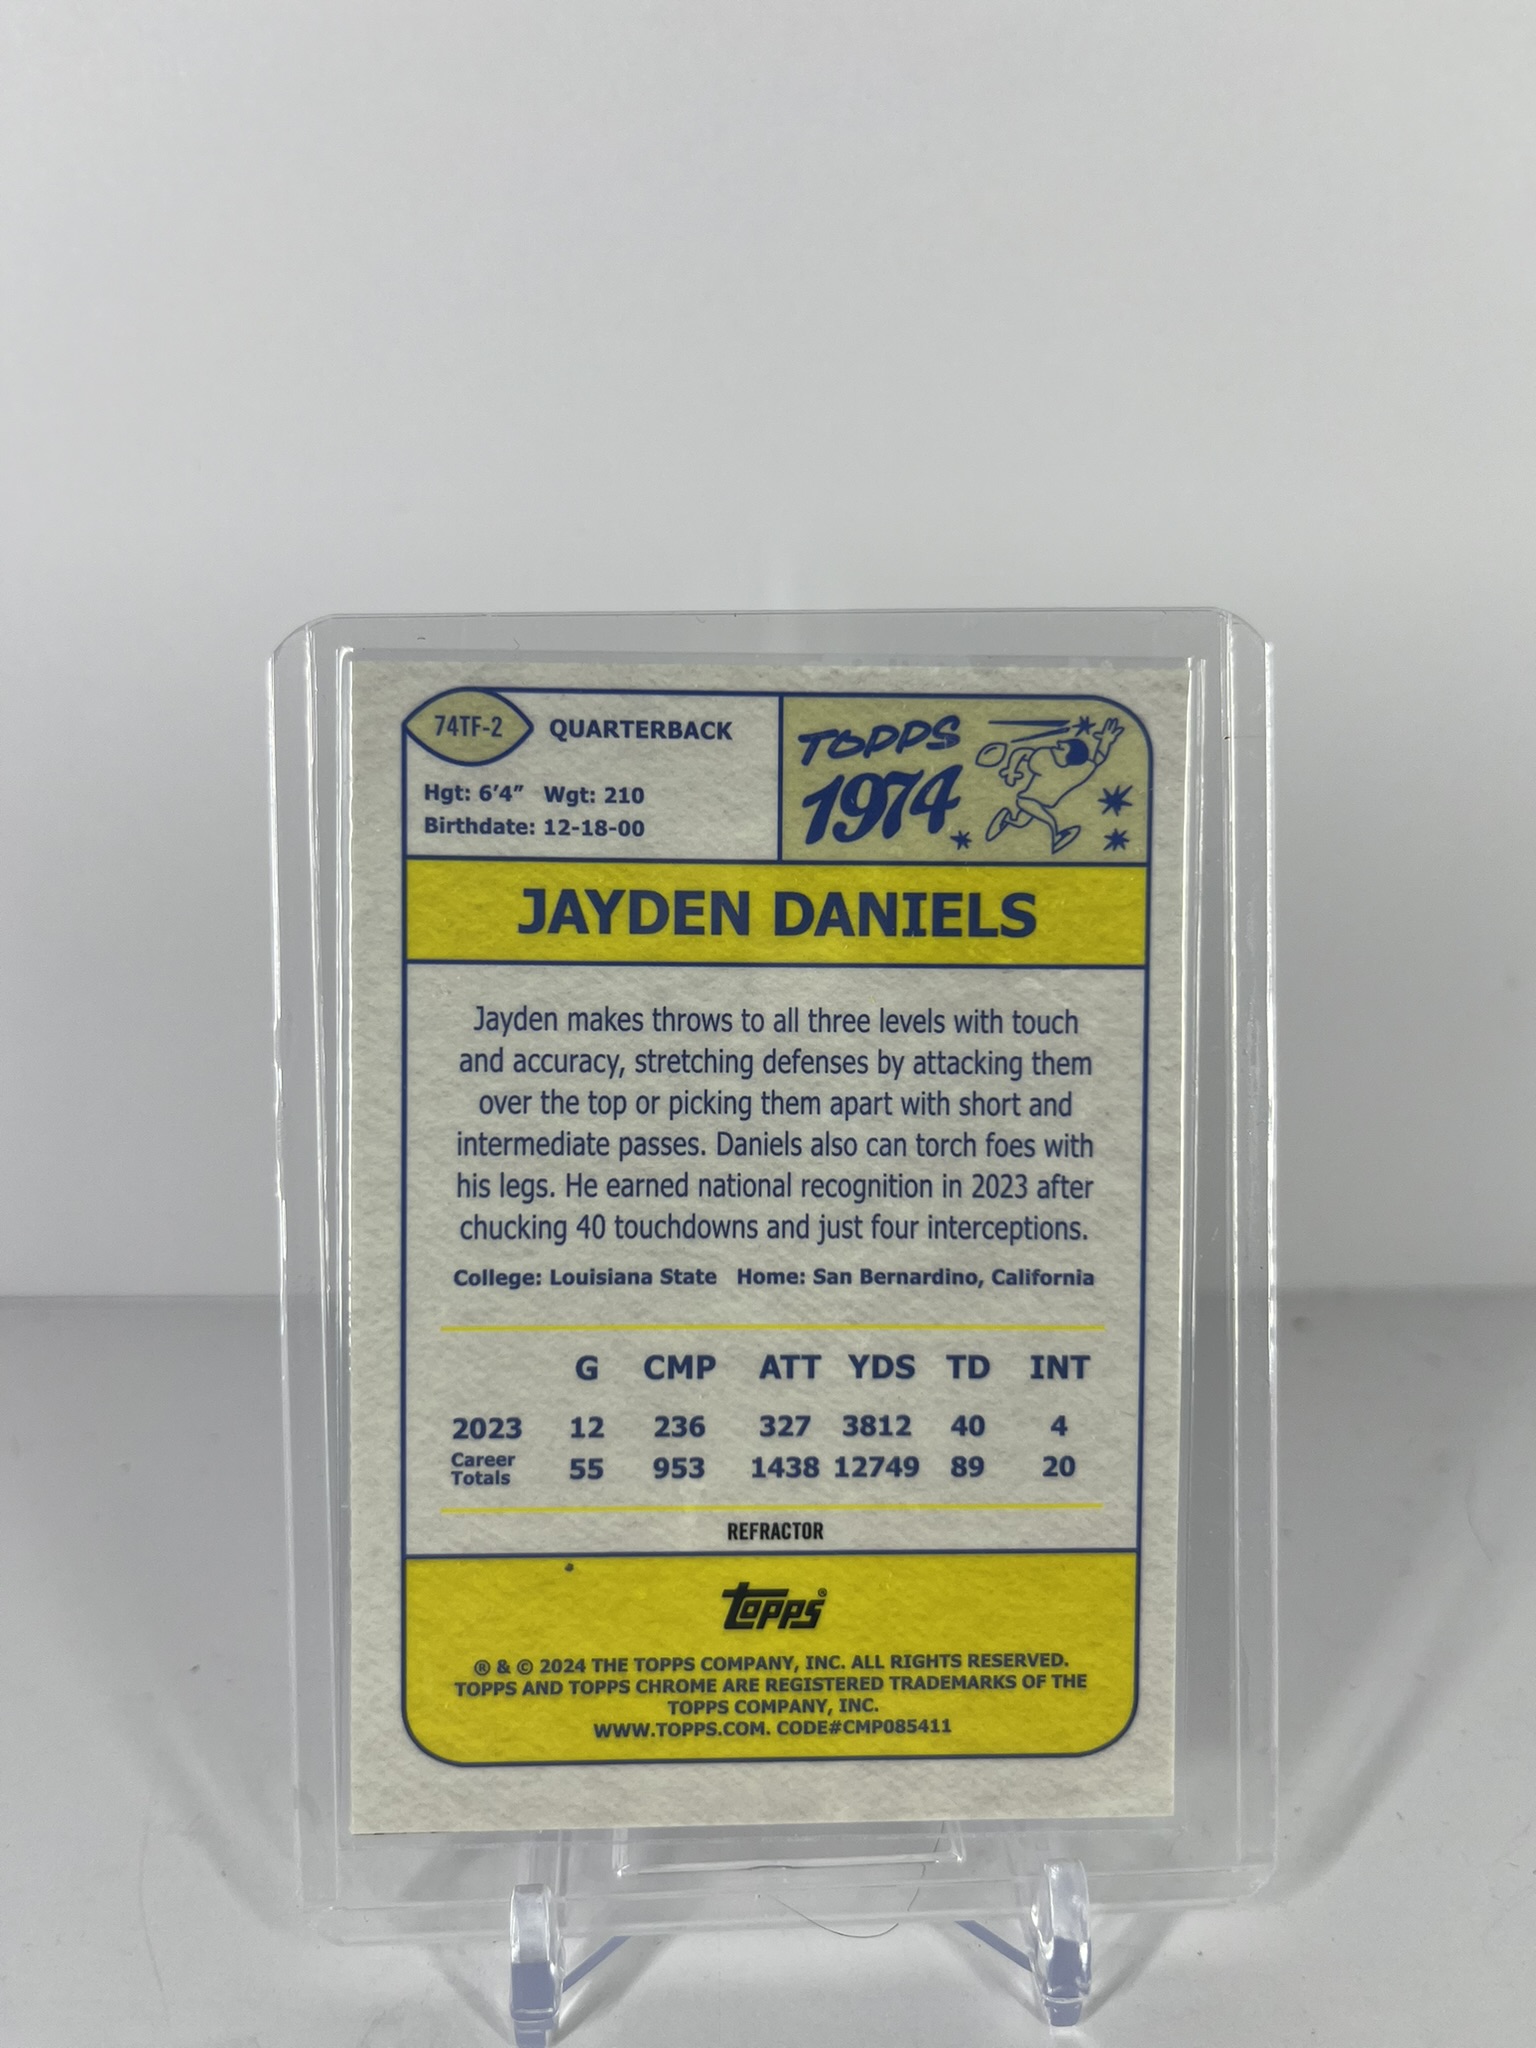 74TF-2 QUARTERBACK
Hgt: 6'4" Wgt: 210
Birthdate: 12-18-00
TOPPS
1974
JAYDEN DANIELS
Jayden makes throws to all three levels with touch
and accuracy, stretching defenses by attacking them
over the top or picking them apart with short and
intermediate passes. Daniels also can torch foes with
his legs. He earned national recognition in 2023 after
chucking 40 touchdowns and just four interceptions.
College: Louisiana State Home: San Bernardino, California
G CMP ATT YDS TD INT
2023 12 236 327 3812 40 4
Career Totals 55 953 1438 12749 89 20
REFRACTOR
topps®
® & © 2024 THE TOPPS COMPANY, INC. ALL RIGHTS RESERVED.
TOPPS AND TOPPS CHROME ARE REGISTERED TRADEMARKS OF THE
TOPPS COMPANY, INC.
WWW.TOPPS.COM. CODE#CMP085411